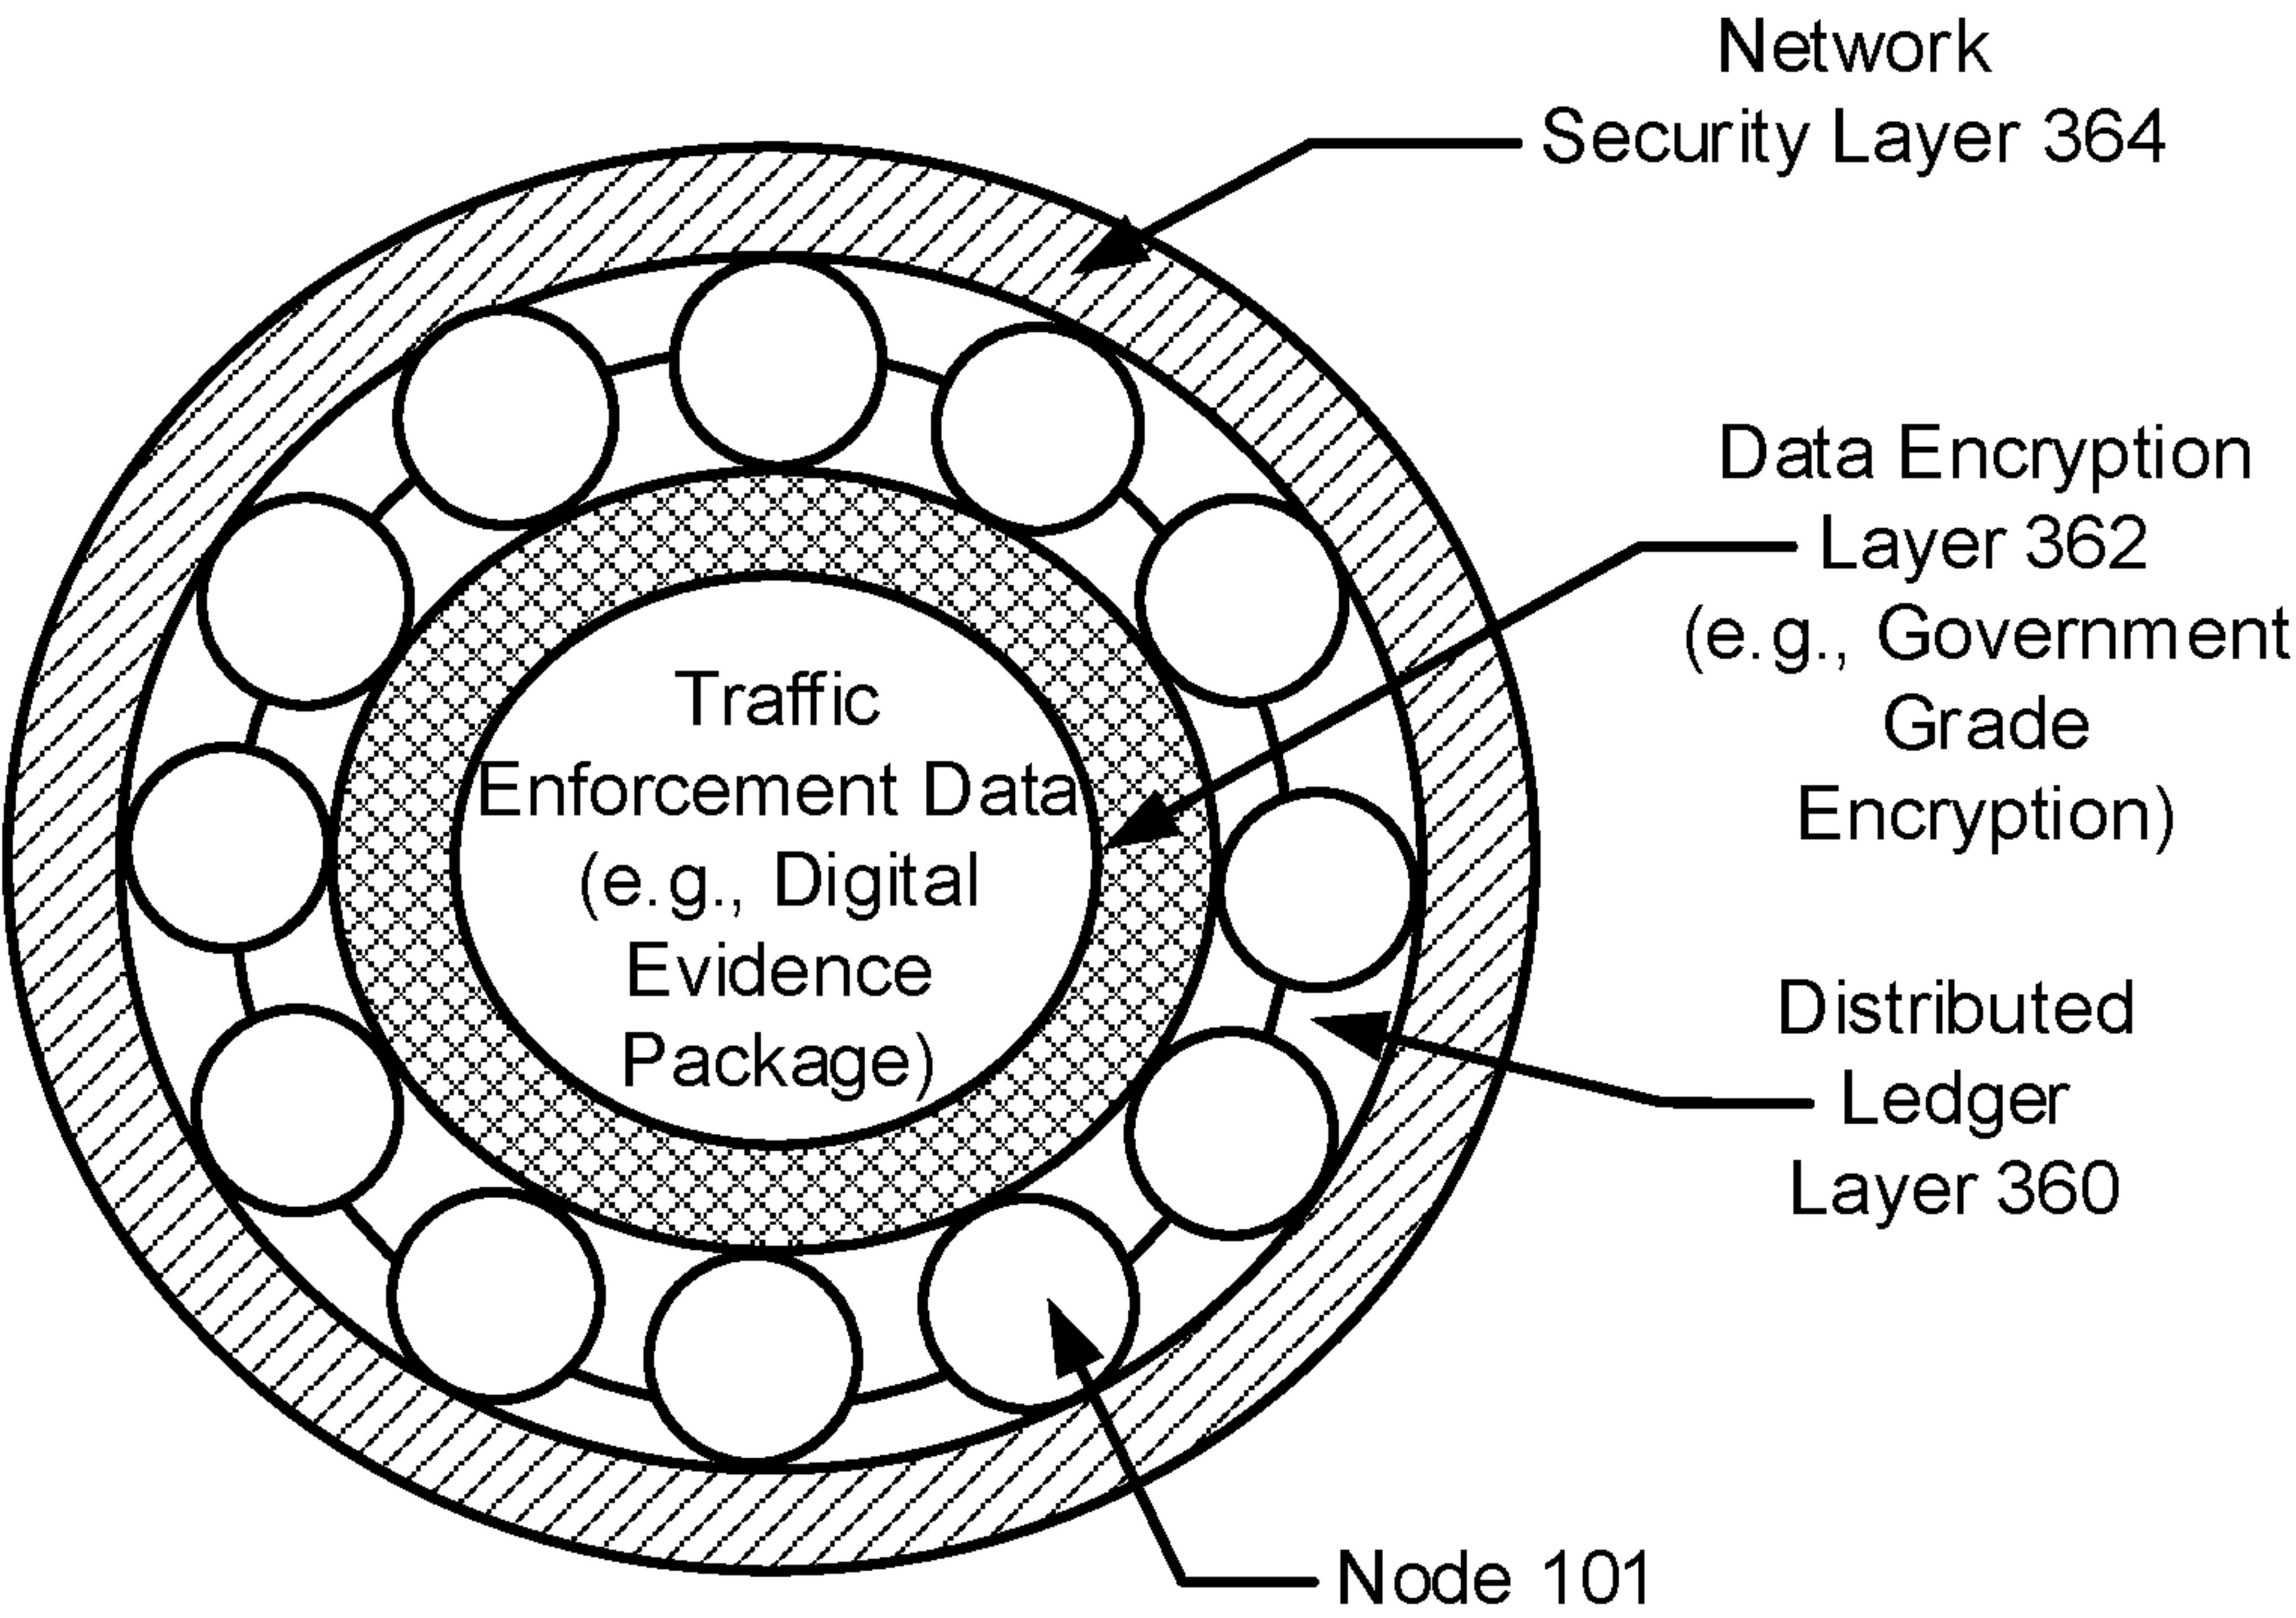 Network
Security Layer 364
Data Encryption
Layer 362
(e.g., Government
Grade
Encryption)
Traffic
Enforcement Data
(e.g., Digital
Evidence
Package)
Distributed
Ledger
Layer 360
Node 101